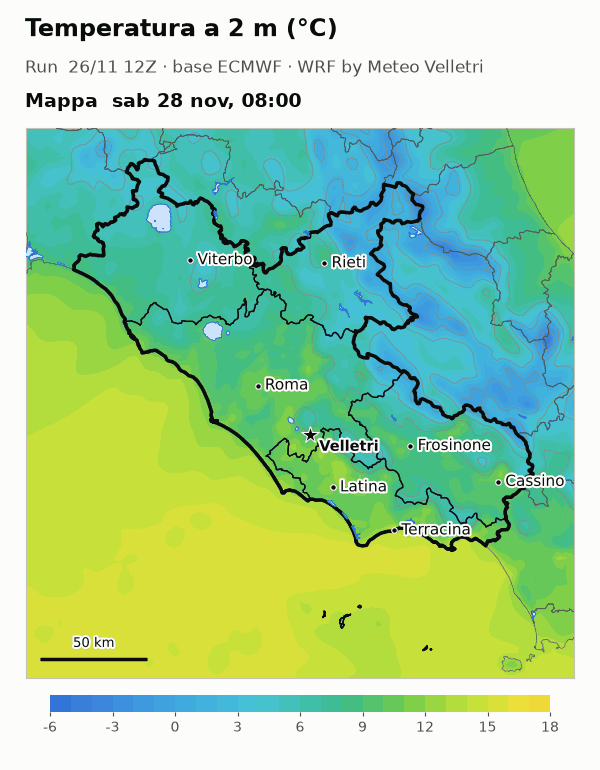 Temperatura a 2 m (°C)
Run  26/11 12Z · base ECMWF · WRF by Meteo Velletri
Mappa  sab 28 nov, 08:00
Viterbo
Rieti
Roma
Velletri
Frosinone
Latina
Cassino
Terracina
50 km
-6 -3 0 3 6 9 12 15 18